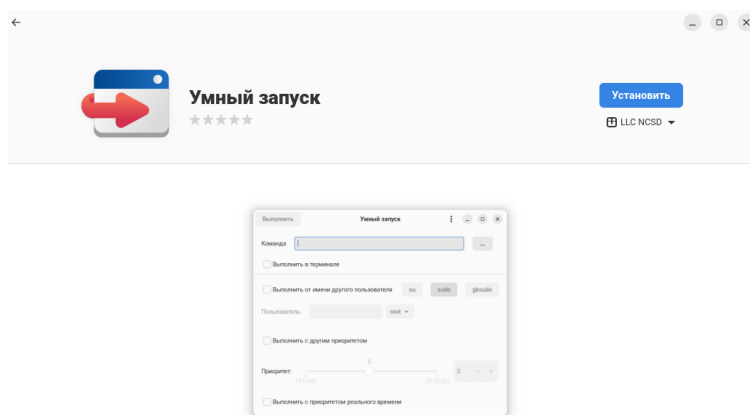 Умный запуск
Установить
LLC NCSD
Выполнить
Умный запуск
Команда
...
Выполнить в терминале
Выполнить от имени другого пользователя su sudo gksudo
Пользователь: root
Выполнить с другим приоритетом
0
Приоритет: 0 - +
Выполнить с приоритетом реального времени